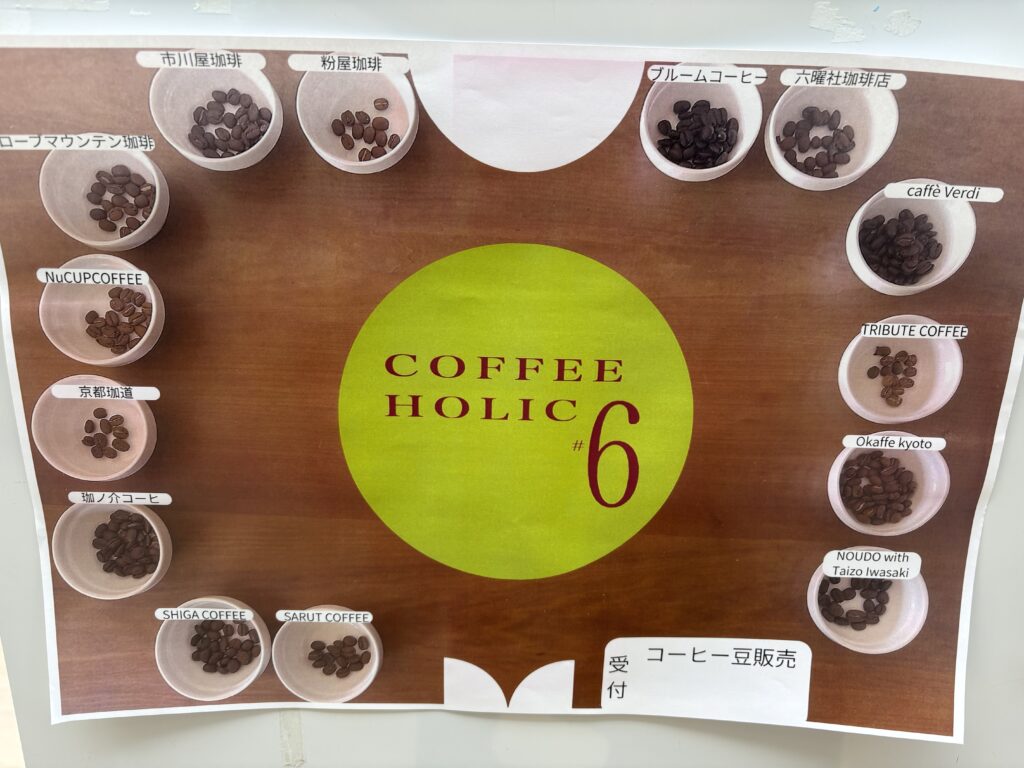 市川屋珈琲
粉屋珈琲
ブルームコーヒー
六曜社珈琲店
ローブマウンテン珈琲
caffè Verdi
NuCUPCOFFEE
TRIBUTE COFFEE
京都珈道
Okaffe kyoto
珈ノ介コーヒ
NOUDO with
Taizo Iwasaki
SHIGA COFFEE
SARUT COFFEE
COFFEE
HOLIC
#6
受付
コーヒー豆販売